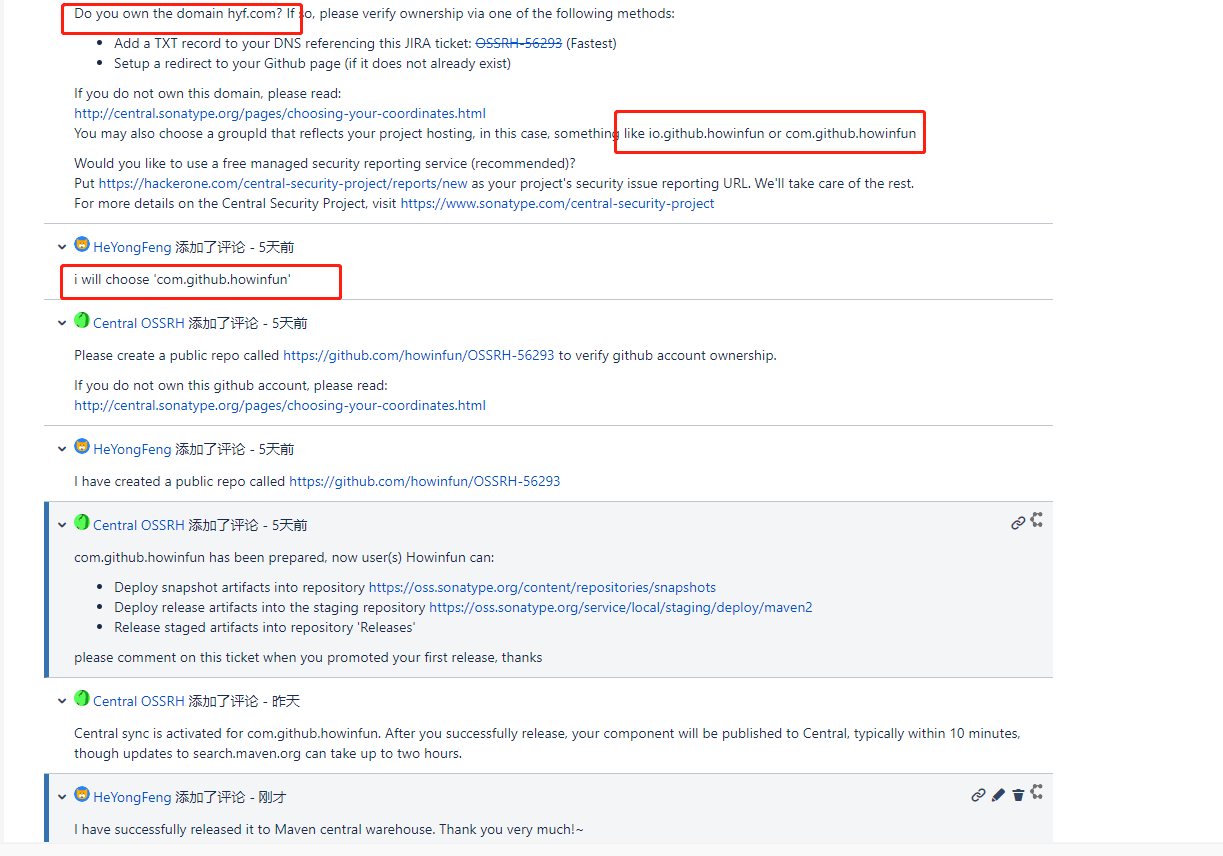 Do you own the domain hyf.com? If so, please verify ownership via one of the following methods:
• Add a TXT record to your DNS referencing this JIRA ticket: OSSRH-56293 (Fastest)
• Setup a redirect to your Github page (if it does not already exist)
If you do not own this domain, please read:
http://central.sonatype.org/pages/choosing-your-coordinates.html
You may also choose a groupId that reflects your project hosting, in this case, something like io.github.howinfun or com.github.howinfun
Would you like to use a free managed security reporting service (recommended)?
Put https://hackerone.com/central-security-project/reports/new as your project's security issue reporting URL. We'll take care of the rest.
For more details on the Central Security Project, visit https://www.sonatype.com/central-security-project
HeYongFeng 添加了评论 - 5天前
i will choose 'com.github.howinfun'
Central OSSRH 添加了评论 - 5天前
Please create a public repo called https://github.com/howinfun/OSSRH-56293 to verify github account ownership.
If you do not own this github account, please read:
http://central.sonatype.org/pages/choosing-your-coordinates.html
HeYongFeng 添加了评论 - 5天前
I have created a public repo called https://github.com/howinfun/OSSRH-56293
Central OSSRH 添加了评论 - 5天前
com.github.howinfun has been prepared, now user(s) Howinfun can:
• Deploy snapshot artifacts into repository https://oss.sonatype.org/content/repositories/snapshots
• Deploy release artifacts into the staging repository https://oss.sonatype.org/service/local/staging/deploy/maven2
• Release staged artifacts into repository 'Releases'
please comment on this ticket when you promoted your first release, thanks
Central OSSRH 添加了评论 - 昨天
Central sync is activated for com.github.howinfun. After you successfully release, your component will be published to Central, typically within 10 minutes,
though updates to search.maven.org can take up to two hours.
HeYongFeng 添加了评论 - 刚才
I have successfully released it to Maven central warehouse. Thank you very much!~